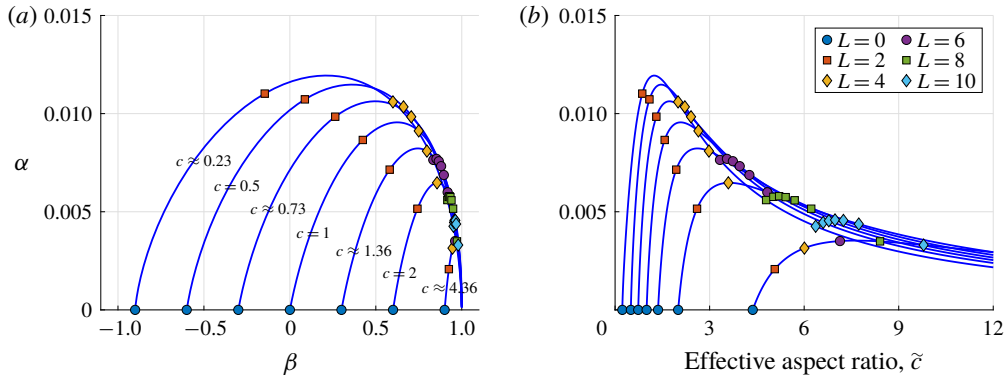 (a)
0.015
0.010
0.005
0
α
c ≈ 0.23
c = 0.5
c ≈ 0.73
c = 1
c ≈ 1.36
c = 2
c ≈ 4.36
−1.0 −0.5 0 0.5 1.0
β
(b)
0.015
0.010
0.005
0
L = 0 L = 6
L = 2 L = 8
L = 4 L = 10
0 3 6 9 12
Effective aspect ratio, c̃